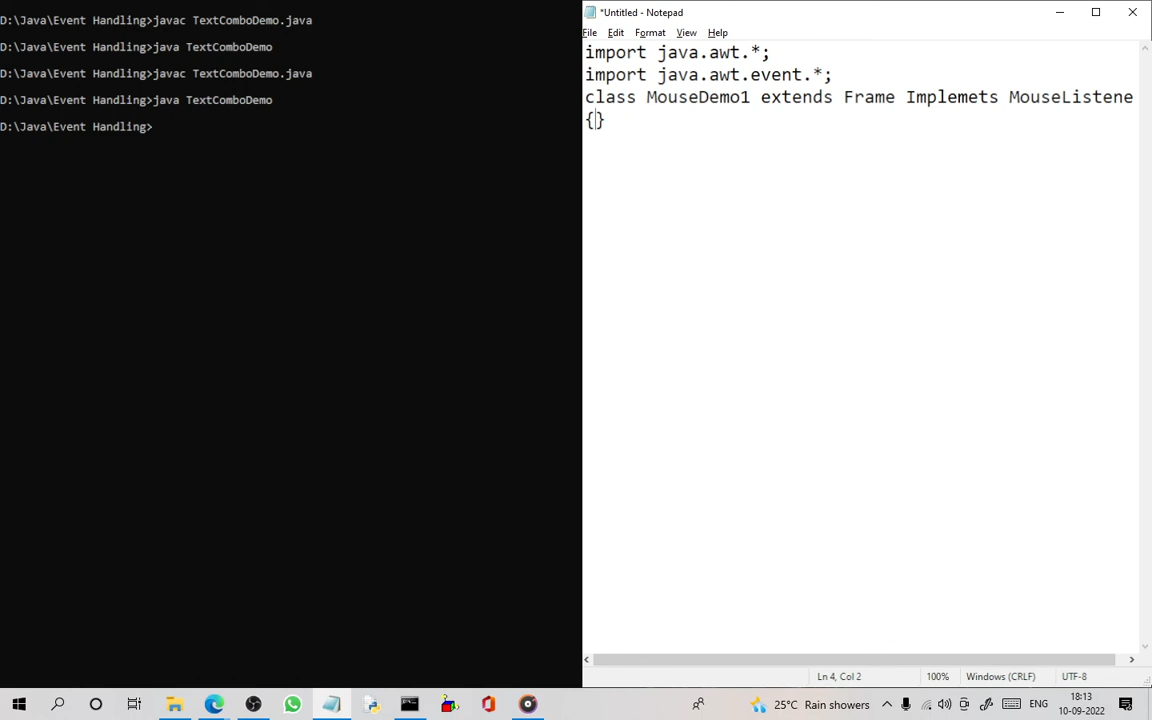 D:\Java\Event Handling>javac TextComboDemo.java
D:\Java\Event Handling>java TextComboDemo
D:\Java\Event Handling>javac TextComboDemo.java
D:\Java\Event Handling>java TextComboDemo
D:\Java\Event Handling>
*Untitled - Notepad
File Edit Format View Help
import java.awt.*;
import java.awt.event.*;
class MouseDemo1 extends Frame Implemets MouseListene
{}
Ln 4, Col 2 100% Windows (CRLF) UTF-8
25°C Rain showers ENG 18:13
10-09-2022